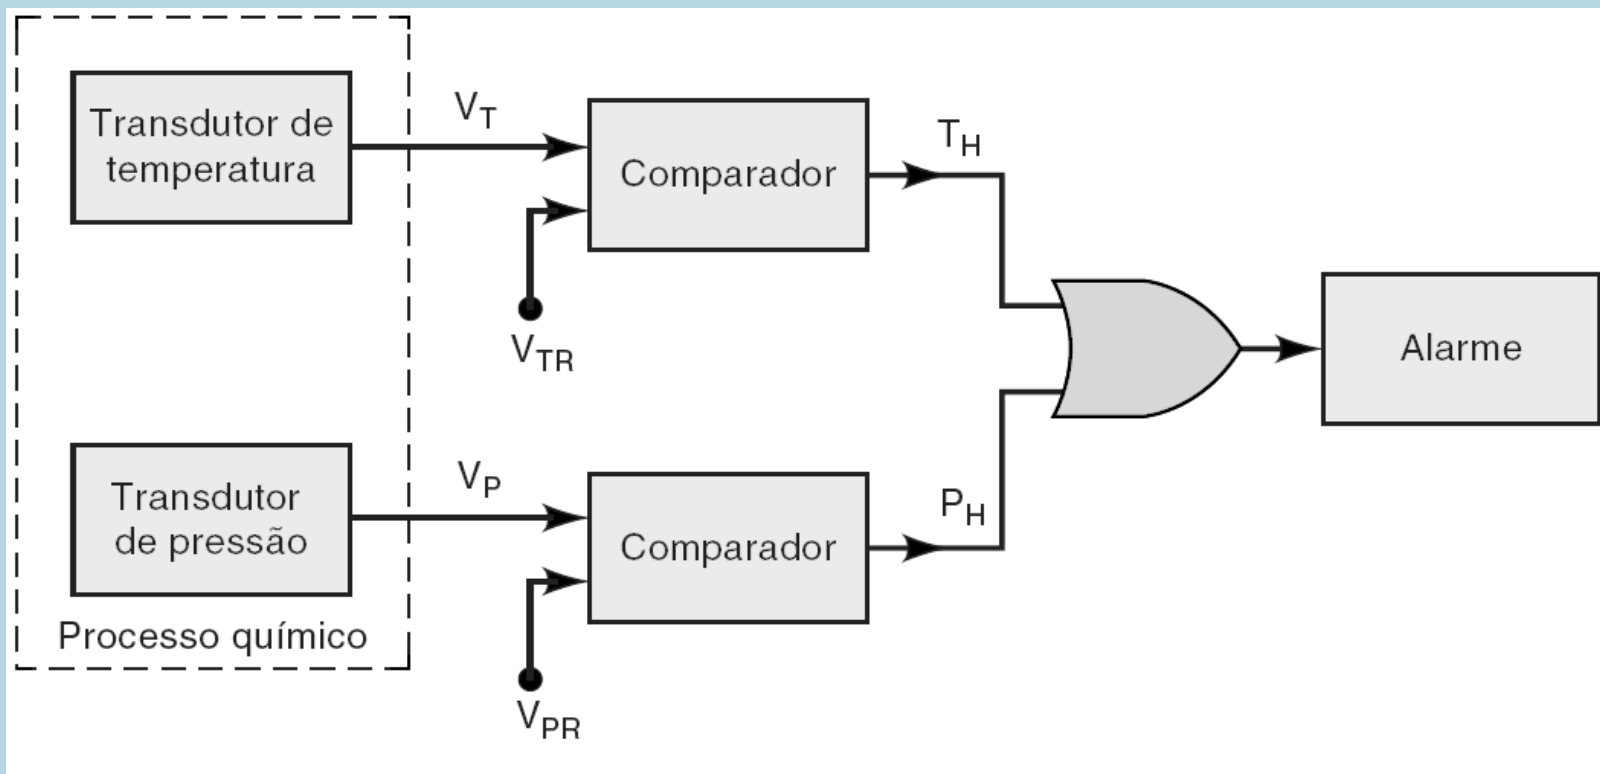 Transdutor de
temperatura
V_T
Comparador
T_H
V_TR
Alarme
Transdutor
de pressão
V_P
Comparador
P_H
Processo químico
V_PR